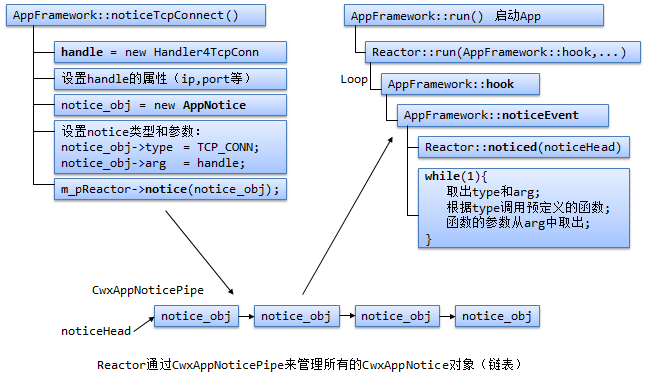 AppFramework::noticeTcpConnect()
handle = new Handler4TcpConn
设置handle的属性（ip,port等）
notice_obj = new AppNotice
设置notice类型和参数:
notice_obj->type = TCP_CONN;
notice_obj->arg = handle;
m_pReactor->notice(notice_obj);
AppFramework::run() 启动App
Reactor::run(AppFramework::hook,...)
Loop
AppFramework::hook
AppFramework::noticeEvent
Reactor::noticed(noticeHead)
while(1){
取出type和arg;
根据type调用预定义的函数;
函数的参数从arg中取出;
}
CwxAppNoticePipe
notice_obj notice_obj notice_obj notice_obj
noticeHead
Reactor通过CwxAppNoticePipe来管理所有的CwxAppNotice对象（链表）